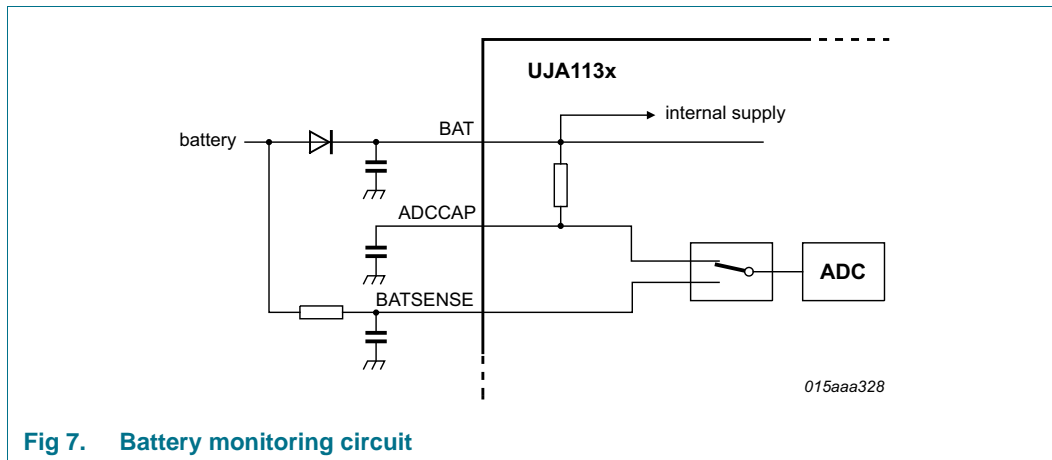 UJA113x
internal supply
battery
BAT
ADCCAP
ADC
BATSENSE
015aaa328
Fig 7. Battery monitoring circuit